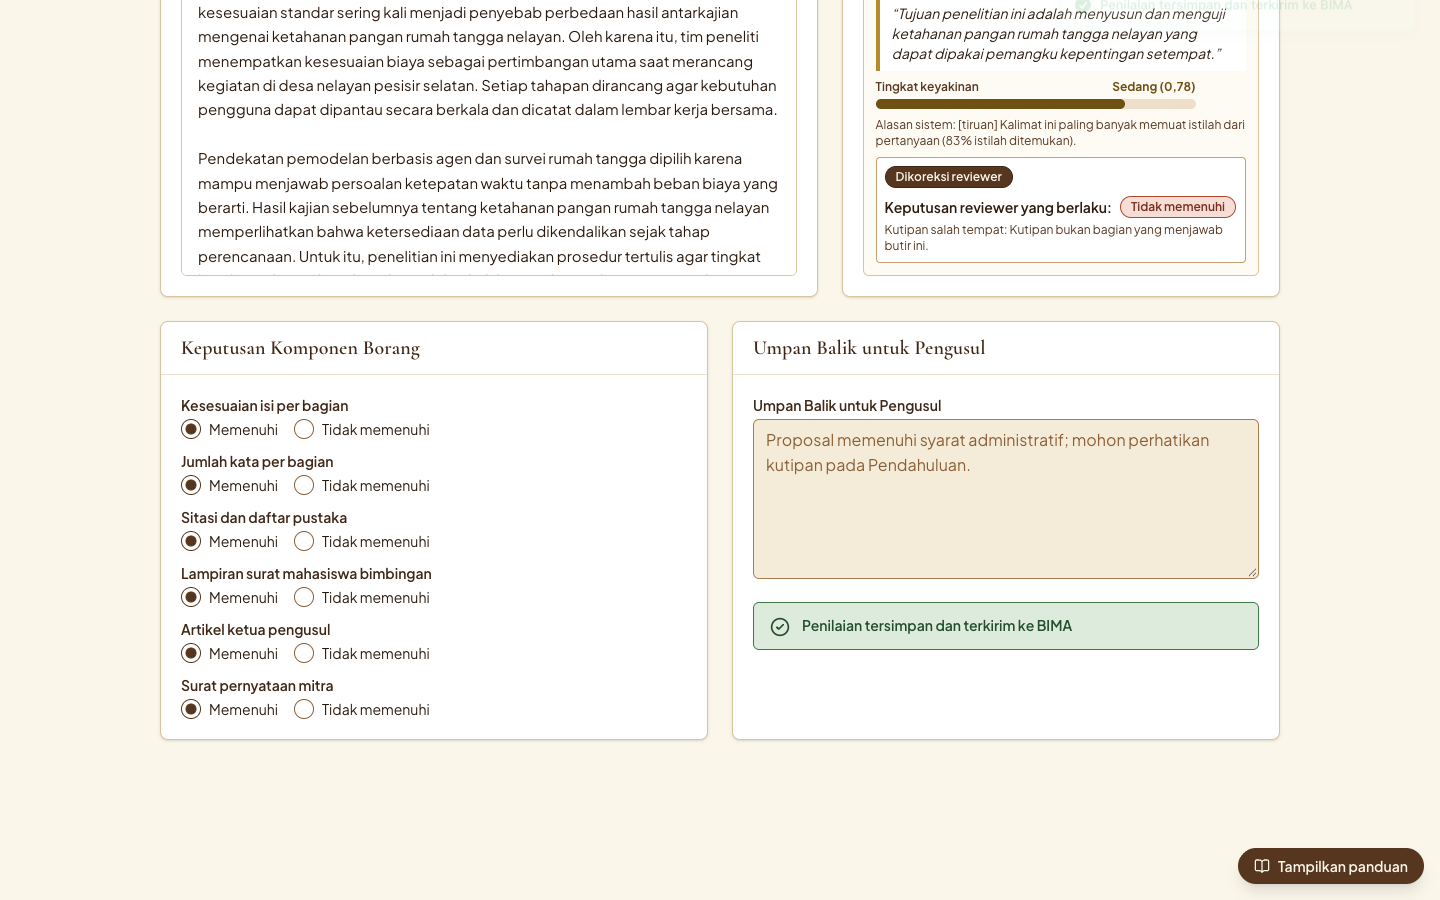 kesesuaian standar sering kali menjadi penyebab perbedaan hasil antarkajian
mengenai ketahanan pangan rumah tangga nelayan. Oleh karena itu, tim peneliti
menempatkan kesesuaian biaya sebagai pertimbangan utama saat merancang
kegiatan di desa nelayan pesisir selatan. Setiap tahapan dirancang agar kebutuhan
pengguna dapat dipantau secara berkala dan dicatat dalam lembar kerja bersama.
Pendekatan pemodelan berbasis agen dan survei rumah tangga dipilih karena
mampu menjawab persoalan ketepatan waktu tanpa menambah beban biaya yang
berarti. Hasil kajian sebelumnya tentang ketahanan pangan rumah tangga nelayan
memperlihatkan bahwa ketersediaan data perlu dikendalikan sejak tahap
perencanaan. Untuk itu, penelitian ini menyediakan prosedur tertulis agar tingkat
Penilaian tersimpan dan terkirim ke BIMA
“Tujuan penelitian ini adalah menyusun dan menguji
ketahanan pangan rumah tangga nelayan yang
dapat dipakai pemangku kepentingan setempat.”
Tingkat keyakinan Sedang (0,78)
Alasan sistem: [tiruan] Kalimat ini paling banyak memuat istilah dari
pertanyaan (83% istilah ditemukan).
Dikoreksi reviewer
Keputusan reviewer yang berlaku: Tidak memenuhi
Kutipan salah tempat: Kutipan bukan bagian yang menjawab
butir ini.
Keputusan Komponen Borang
Kesesuaian isi per bagian
Memenuhi Tidak memenuhi
Jumlah kata per bagian
Memenuhi Tidak memenuhi
Sitasi dan daftar pustaka
Memenuhi Tidak memenuhi
Lampiran surat mahasiswa bimbingan
Memenuhi Tidak memenuhi
Artikel ketua pengusul
Memenuhi Tidak memenuhi
Surat pernyataan mitra
Memenuhi Tidak memenuhi
Umpan Balik untuk Pengusul
Umpan Balik untuk Pengusul
Proposal memenuhi syarat administratif; mohon perhatikan
kutipan pada Pendahuluan.
Penilaian tersimpan dan terkirim ke BIMA
Tampilkan panduan